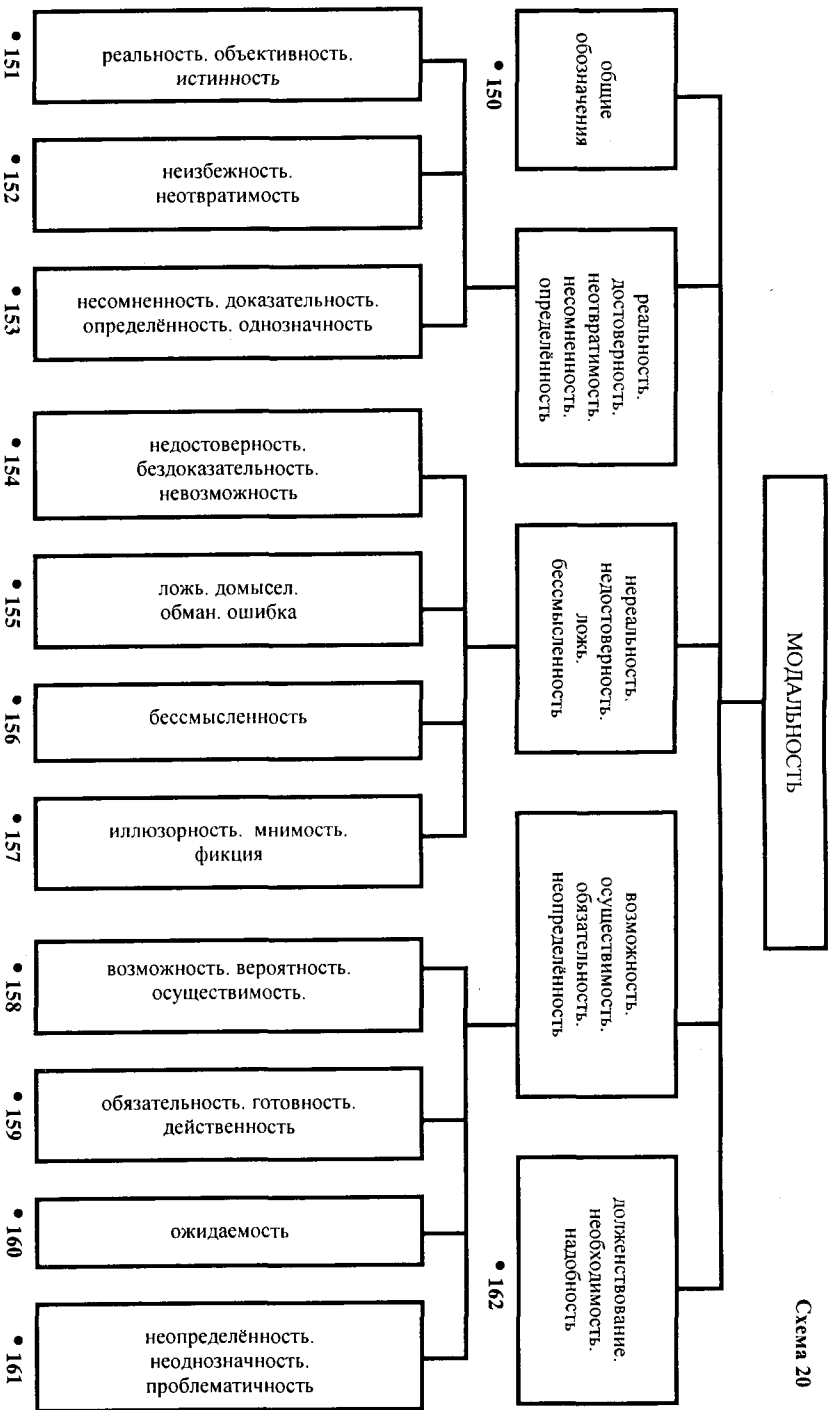 Схема 20
МОДАЛЬНОСТЬ
общие
обозначения
• 150
реальность.
достоверность.
неотвратимость.
несомненность.
определённость
нереальность.
недостоверность.
ложь.
бессмысленность
возможность.
осуществимость.
обязательность.
неопределённость
долженствование.
необходимость.
надобность
• 162
реальность. объективность.
истинность
• 151
неизбежность.
неотвратимость
• 152
несомненность. доказательность.
определённость. однозначность
• 153
недостоверность.
бездоказательность.
невозможность
• 154
ложь. домысел.
обман. ошибка
• 155
бессмысленность
• 156
иллюзорность. мнимость.
фикция
• 157
возможность. вероятность.
осуществимость.
• 158
обязательность. готовность.
действенность
• 159
ожидаемость
• 160
неопределённость.
неоднозначность.
проблематичность
• 161